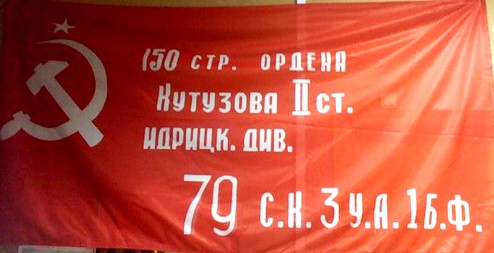 150 СТР. ОРДЕНА
КУТУЗОВА II СТ.
ИДРИЦК. ДИВ.
79 С.К. 3 У.А. 1 Б.Ф.